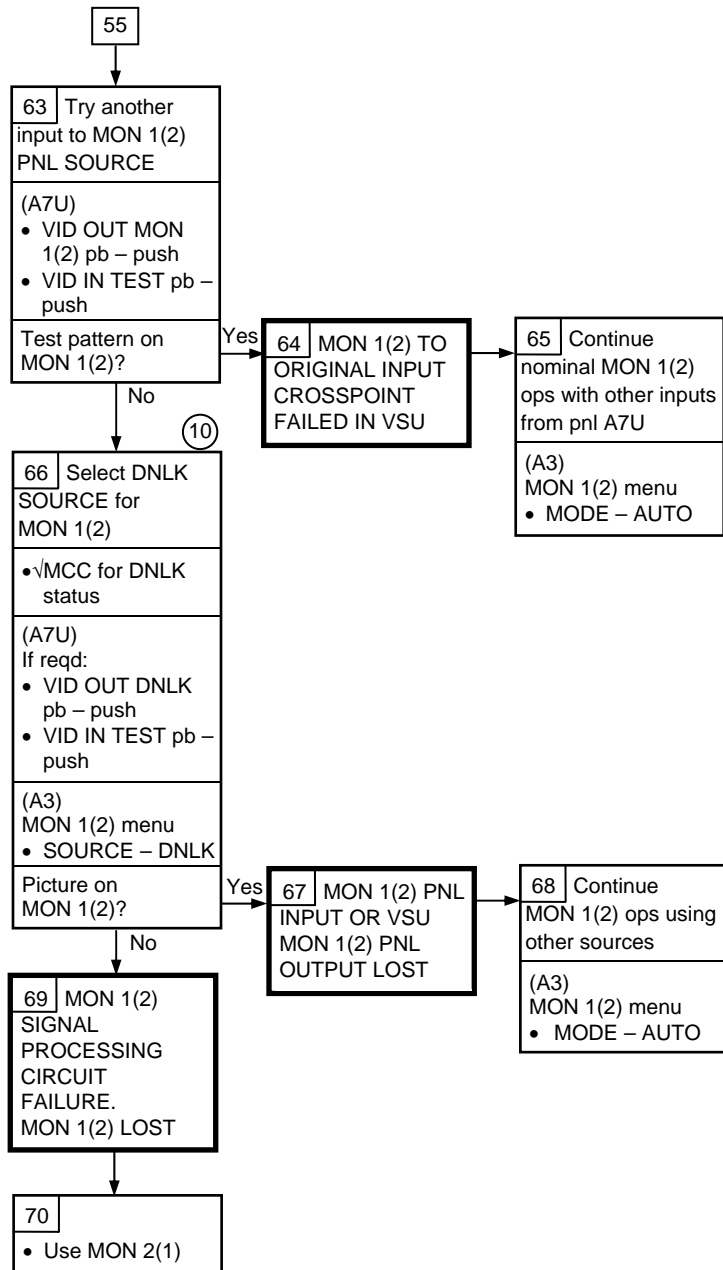 55
63 Try another
input to MON 1(2)
PNL SOURCE
(A7U)
• VID OUT MON
1(2) pb – push
• VID IN TEST pb –
push
Test pattern on
MON 1(2)?
Yes
No
64 MON 1(2) TO
ORIGINAL INPUT
CROSSPOINT
FAILED IN VSU
65 Continue
nominal MON 1(2)
ops with other inputs
from pnl A7U
(A3)
MON 1(2) menu
• MODE – AUTO
10
66 Select DNLK
SOURCE for
MON 1(2)
•√MCC for DNLK
status
(A7U)
If reqd:
• VID OUT DNLK
pb – push
• VID IN TEST pb –
push
(A3)
MON 1(2) menu
• SOURCE – DNLK
Picture on
MON 1(2)?
Yes
No
67 MON 1(2) PNL
INPUT OR VSU
MON 1(2) PNL
OUTPUT LOST
68 Continue
MON 1(2) ops using
other sources
(A3)
MON 1(2) menu
• MODE – AUTO
69 MON 1(2)
SIGNAL
PROCESSING
CIRCUIT
FAILURE.
MON 1(2) LOST
70
• Use MON 2(1)